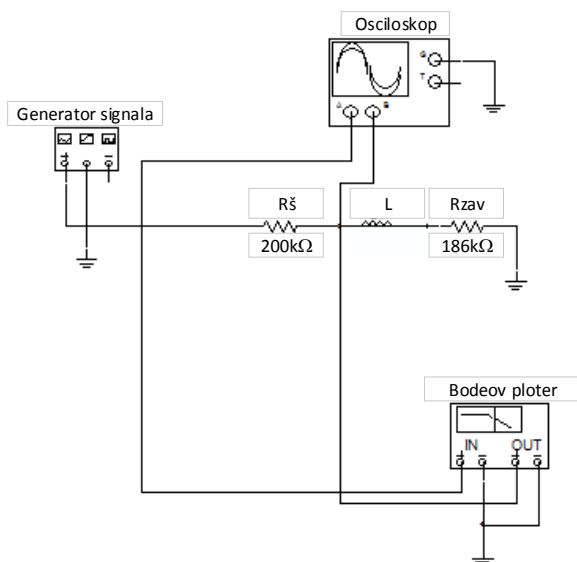 Osciloskop
G
T
A B
Generator signala
Rš L Rzav
200kΩ 186kΩ
Bodeov ploter
IN OUT